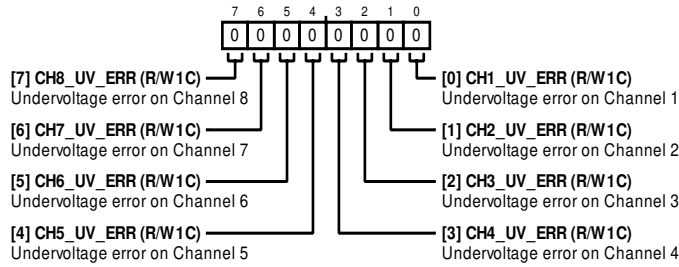 7 6 5 4 3 2 1 0
0 0 0 0 0 0 0 0
[7] CH8_UV_ERR (R/W1C)
Undervoltage error on Channel 8
[6] CH7_UV_ERR (R/W1C)
Undervoltage error on Channel 7
[5] CH6_UV_ERR (R/W1C)
Undervoltage error on Channel 6
[4] CH5_UV_ERR (R/W1C)
Undervoltage error on Channel 5
[0] CH1_UV_ERR (R/W1C)
Undervoltage error on Channel 1
[1] CH2_UV_ERR (R/W1C)
Undervoltage error on Channel 2
[2] CH3_UV_ERR (R/W1C)
Undervoltage error on Channel 3
[3] CH4_UV_ERR (R/W1C)
Undervoltage error on Channel 4